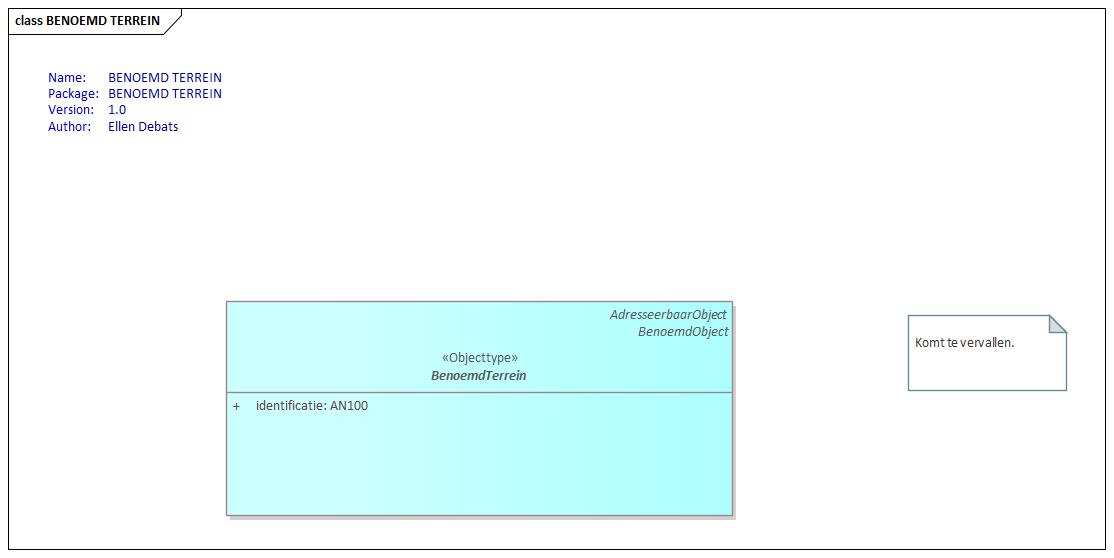 class BENOEMD TERREIN
Name: BENOEMD TERREIN
Package: BENOEMD TERREIN
Version: 1.0
Author: Ellen Debats
AdresseerbaarObject
BenoemdObject
«Objecttype»
BenoemdTerrein
+ identificatie: AN100
Komt te vervallen.